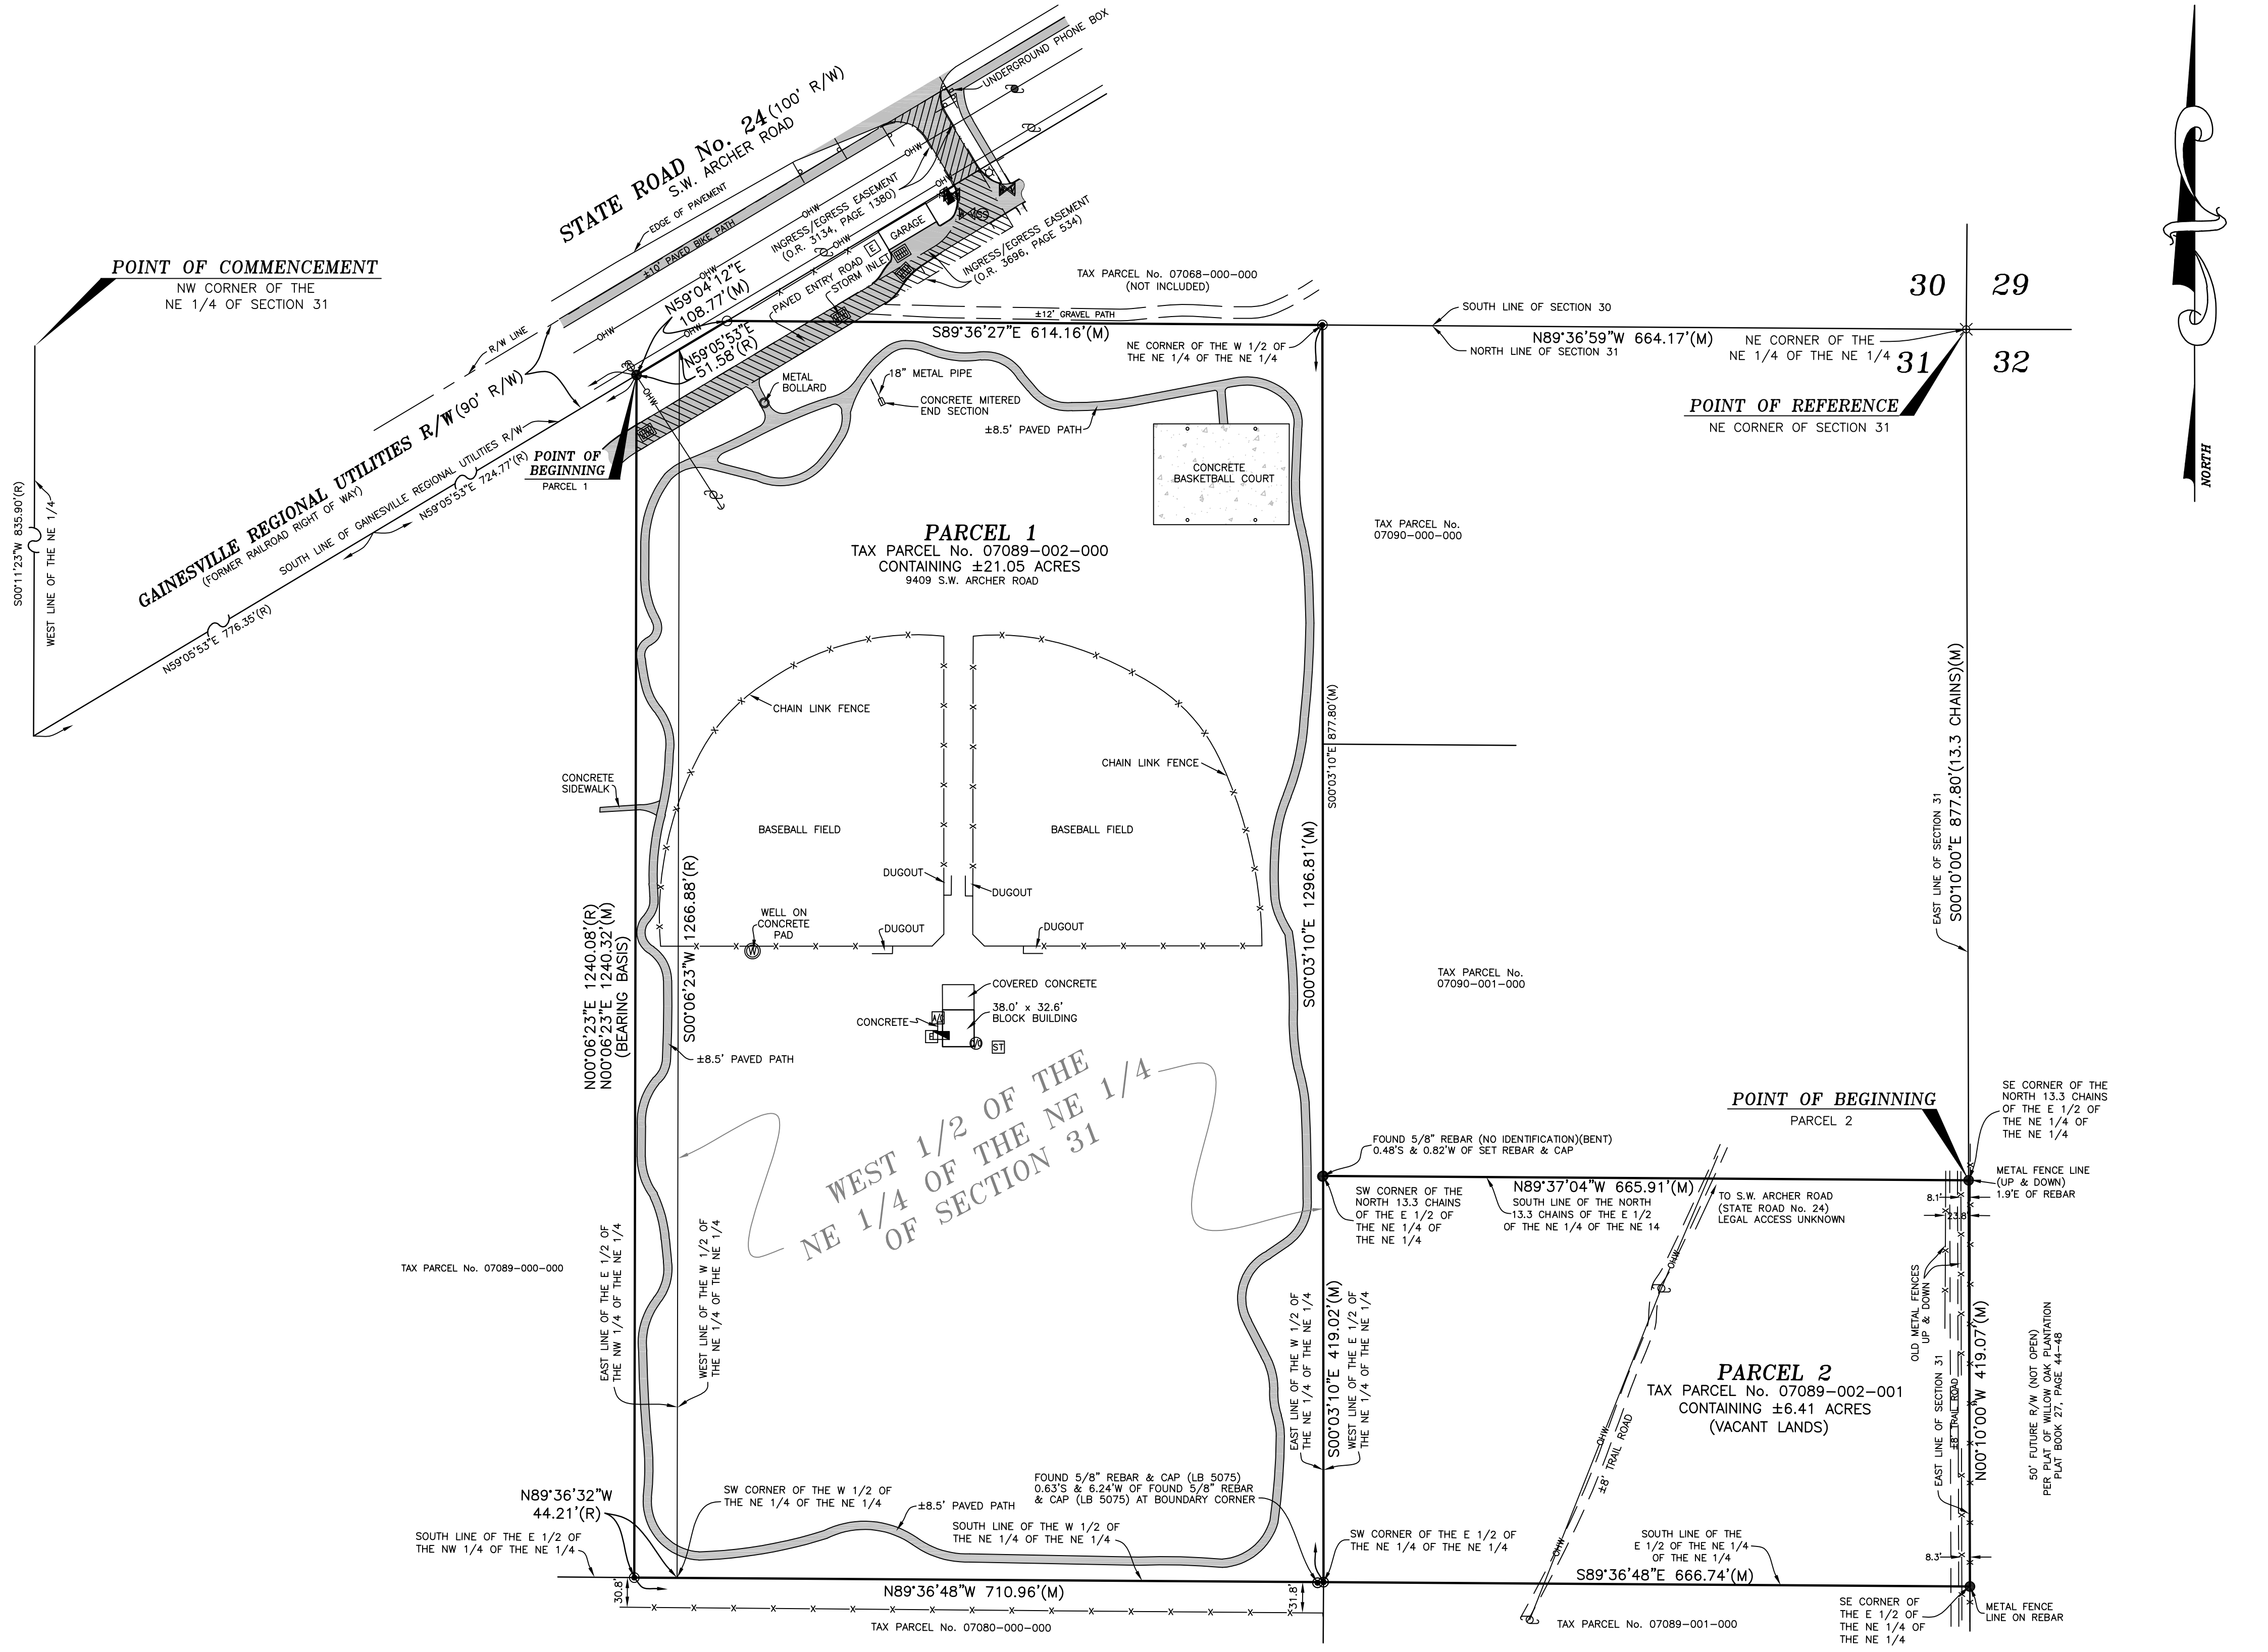 POINT OF COMMENCEMENT
NW CORNER OF THE
NE 1/4 OF SECTION 31
S00°11'23"W 835.90'(R)
WEST LINE OF THE NE 1/4
N59°05'53"E 776.35'(R)
GAINESVILLE REGIONAL UTILITIES R/W (90' R/W)
(FORMER RAILROAD RIGHT OF WAY)
SOUTH LINE OF GAINESVILLE REGIONAL UTILITIES R/W
N59°05'53"E 724.77'(R)
R/W LINE
STATE ROAD No. 24 (100' R/W)
S.W. ARCHER ROAD
EDGE OF PAVEMENT
±10' PAVED BIKE PATH
UNDERGROUND PHONE BOX
INGRESS/EGRESS EASEMENT
(O.R. 3134, PAGE 1380)
OHW
OHW
OHW
OHW
OHW
OHW
OHW
OHW
OHW
GARAGE
E
PAVED ENTRY ROAD
STORM INLET
INGRESS/EGRESS EASEMENT
(O.R. 3696, PAGE 534)
N59°04'12"E
108.77'(M)
N59°05'53"E
51.58'(R)
TAX PARCEL No. 07068-000-000
(NOT INCLUDED)
±12' GRAVEL PATH
S89°36'27"E 614.16'(M)
NE CORNER OF THE W 1/2 OF
THE NE 1/4 OF THE NE 1/4
SOUTH LINE OF SECTION 30
NORTH LINE OF SECTION 31
N89°36'59"W 664.17'(M)
NE CORNER OF THE
NE 1/4 OF THE NE 1/4
30
29
31
32
POINT OF REFERENCE
NE CORNER OF SECTION 31
NORTH
POINT OF
BEGINNING
PARCEL 1
METAL
BOLLARD
18" METAL PIPE
CONCRETE MITERED
END SECTION
±8.5' PAVED PATH
CONCRETE
BASKETBALL COURT
PARCEL 1
TAX PARCEL No. 07089-002-000
CONTAINING ±21.05 ACRES
9409 S.W. ARCHER ROAD
TAX PARCEL No.
07090-000-000
CHAIN LINK FENCE
CHAIN LINK FENCE
S00°03'10"E 877.80'(M)
S00°10'00"E 877.80'(13.3 CHAINS)(M)
EAST LINE OF SECTION 31
CONCRETE
SIDEWALK
BASEBALL FIELD
BASEBALL FIELD
DUGOUT
DUGOUT
DUGOUT
DUGOUT
WELL ON
CONCRETE
PAD
W
N00°06'23"E 1240.08'(R)
N00°06'23"E 1240.32'(M)
(BEARING BASIS)
S00°06'23"W 1266.88'(R)
S00°03'10"E 1296.81'(M)
TAX PARCEL No.
07090-001-000
COVERED CONCRETE
38.0' x 32.6'
BLOCK BUILDING
CONCRETE
A/C
E
ST
±8.5' PAVED PATH
WEST 1/2 OF THE
NE 1/4 OF THE NE 1/4
OF SECTION 31
POINT OF BEGINNING
PARCEL 2
SE CORNER OF THE
NORTH 13.3 CHAINS
OF THE E 1/2 OF
THE NE 1/4 OF
THE NE 1/4
FOUND 5/8" REBAR (NO IDENTIFICATION)(BENT)
0.48'S & 0.82'W OF SET REBAR & CAP
N89°37'04"W 665.91'(M)
SOUTH LINE OF THE NORTH
13.3 CHAINS OF THE E 1/2
OF THE NE 1/4 OF THE NE 14
SW CORNER OF THE
NORTH 13.3 CHAINS
OF THE E 1/2 OF
THE NE 1/4 OF
THE NE 1/4
TO S.W. ARCHER ROAD
(STATE ROAD No. 24)
LEGAL ACCESS UNKNOWN
METAL FENCE LINE
(UP & DOWN)
1.9'E OF REBAR
8.1'
23.8'
TAX PARCEL No. 07089-000-000
EAST LINE OF THE E 1/2 OF
THE NW 1/4 OF THE NE 1/4
WEST LINE OF THE W 1/2 OF
THE NE 1/4 OF THE NE 1/4
EAST LINE OF THE W 1/2 OF
THE NE 1/4 OF THE NE 1/4
S00°03'10"E 419.02'(M)
WEST LINE OF THE E 1/2 OF
THE NE 1/4 OF THE NE 1/4
OHW
OHW
OHW
±8' TRAIL ROAD
OLD METAL FENCES
UP & DOWN
EAST LINE OF SECTION 31
±8' TRAIL ROAD
N00°10'00"W 419.07'(M)
50' FUTURE R/W (NOT OPEN)
PER PLAT OF WILLOW OAK PLANTATION
PLAT BOOK 27, PAGE 44-48
PARCEL 2
TAX PARCEL No. 07089-002-001
CONTAINING ±6.41 ACRES
(VACANT LANDS)
N89°36'32"W
44.21'(R)
SOUTH LINE OF THE E 1/2 OF
THE NW 1/4 OF THE NE 1/4
SW CORNER OF THE W 1/2 OF
THE NE 1/4 OF THE NE 1/4
±8.5' PAVED PATH
FOUND 5/8" REBAR & CAP (LB 5075)
0.63'S & 6.24'W OF FOUND 5/8" REBAR
& CAP (LB 5075) AT BOUNDARY CORNER
SOUTH LINE OF THE W 1/2 OF
THE NE 1/4 OF THE NE 1/4
SW CORNER OF THE E 1/2 OF
THE NE 1/4 OF THE NE 1/4
SOUTH LINE OF THE
E 1/2 OF THE NE 1/4
OF THE NE 1/4
8.3'
30.8'
N89°36'48"W 710.96'(M)
31.8'
S89°36'48"E 666.74'(M)
TAX PARCEL No. 07080-000-000
TAX PARCEL No. 07089-001-000
SE CORNER OF
THE E 1/2 OF
THE NE 1/4 OF
THE NE 1/4
METAL FENCE
LINE ON REBAR